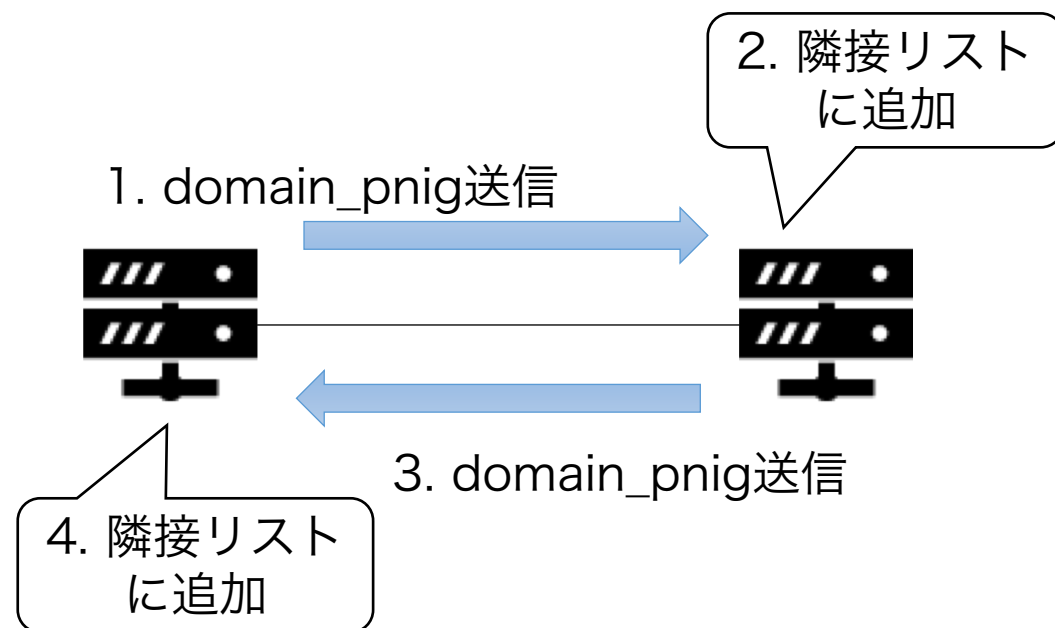 2. 隣接リスト
に追加
1. domain_pnig送信
3. domain_pnig送信
4. 隣接リスト
に追加